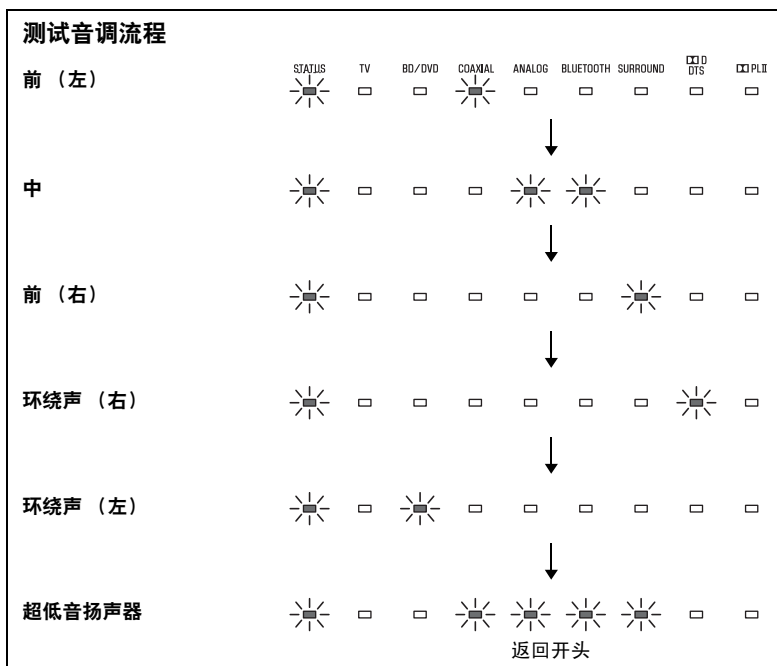 测试音调流程
STATUS TV BD/DVD COAXIAL ANALOG BLUETOOTH SURROUND DD D DTS DD PLⅡ
前 （左）
中
前 （右）
环绕声 （右）
环绕声 （左）
超低音扬声器
返回开头